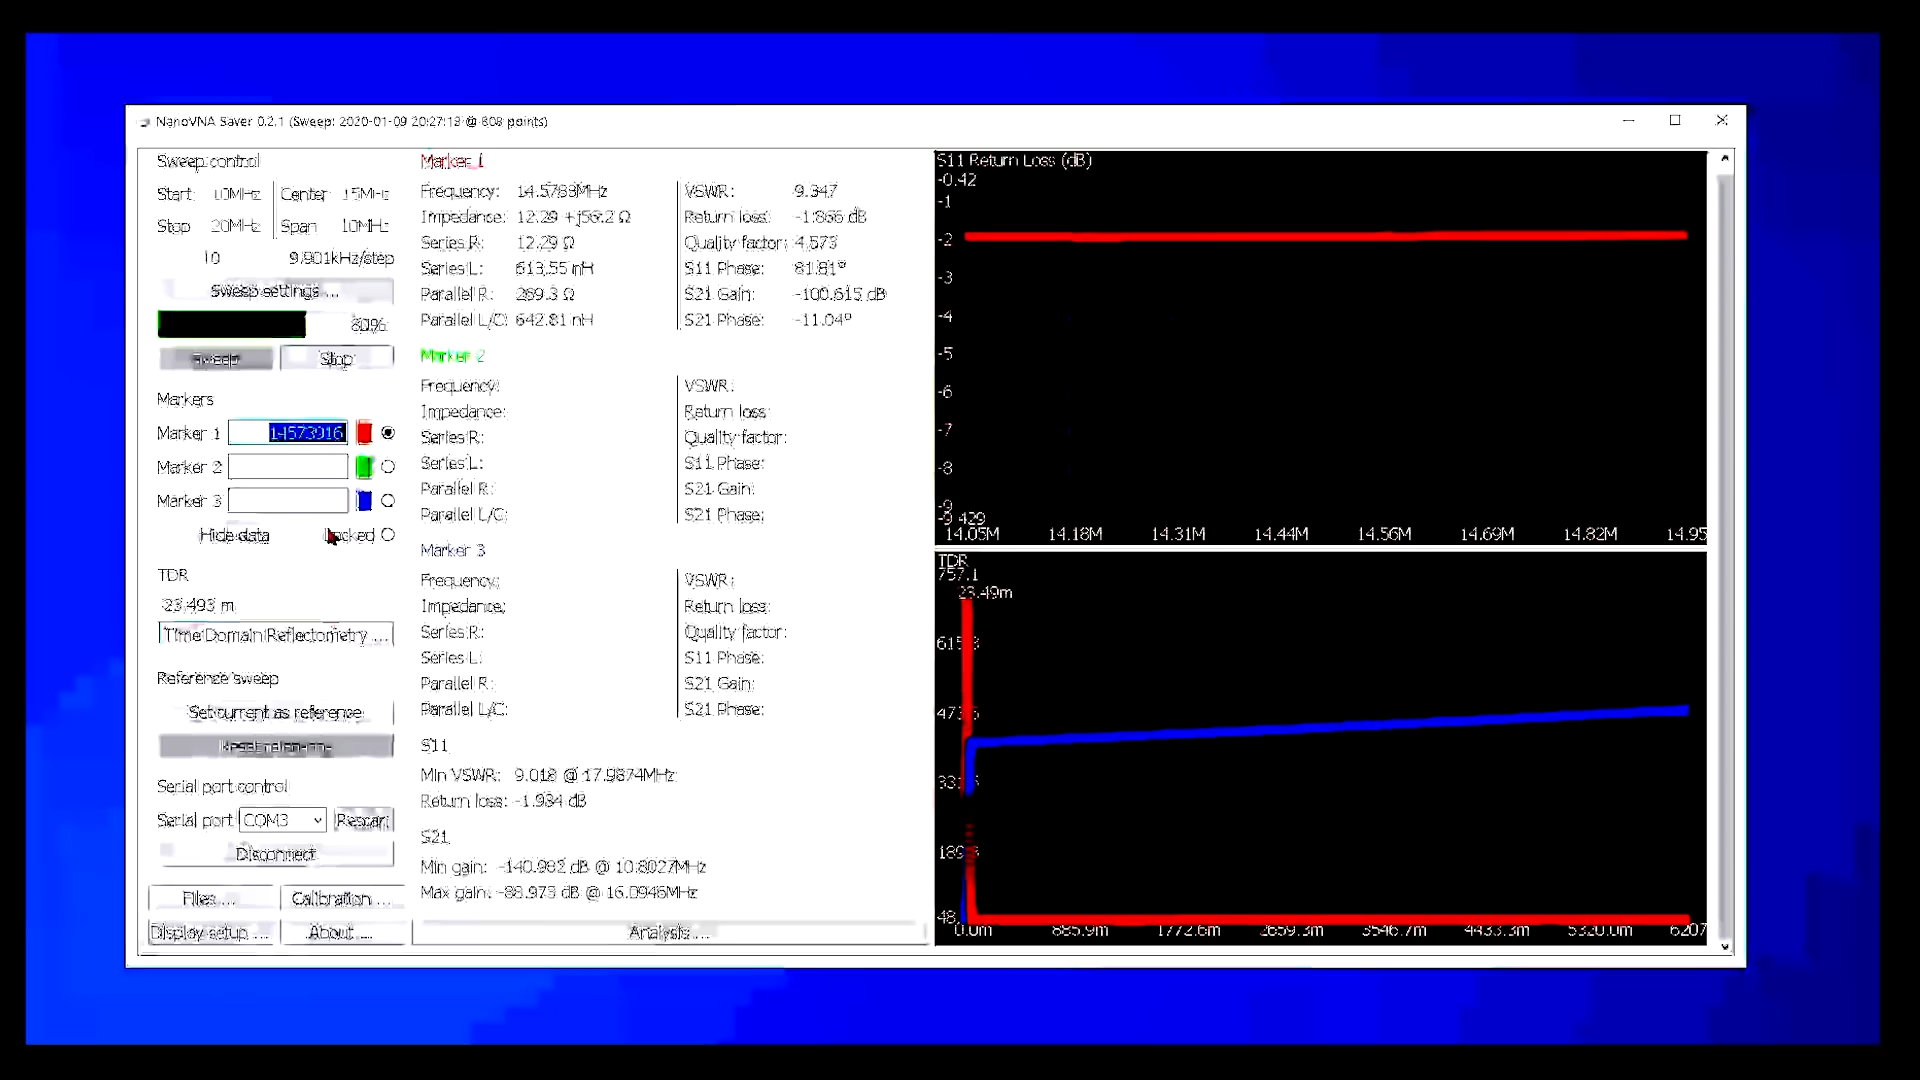 NanoVNA Saver 0.2.1 (Sweep: 2020-01-09 20:27:13 @ 808 points)
Sweep control
Start: 10MHz Center 15MHz
Stop 20MHz Span 10MHz
10 9.901kHz/step
Sweep settings ...
80%
Sweep Stop
Markers
Marker 1 14573916
Marker 2
Marker 3
Hide data Locked
TDR
23.493 m
Time Domain Reflectometry ...
Reference sweep
Set current as reference
Reset reference
Serial port control
Serial port COM3 Rescan
Disconnect
Files ... Calibration ...
Display setup ... About ...
Marker 1
Frequency: VSWR: 9.347
Impedance: 12.29 +j56.2 Ω Return loss: -1.866 dB
Series R: 12.29 Ω Quality factor: 4.573
Series L: 613.55 nH S11 Phase: 81.81°
Parallel R: 269.3 Ω S21 Gain: -100.615 dB
Parallel L/C: 642.81 nH S21 Phase: -11.04°
Marker 2
Frequency: VSWR:
Impedance: Return loss:
Series R: Quality factor:
Series L: S11 Phase:
Parallel R: S21 Gain:
Parallel L/C: S21 Phase:
Marker 3
Frequency: VSWR:
Impedance: Return loss:
Series R: Quality factor:
Series L: S11 Phase:
Parallel R: S21 Gain:
Parallel L/C: S21 Phase:
S11
Min VSWR: 9.018 @ 17.9874MHz
Return loss: -1.934 dB
S21
Min gain: -140.982 dB @ 10.8027MHz
Max gain: -88.973 dB @ 16.0946MHz
Analysis ...
S11 Return Loss (dB)
-0.42
-1
-2
-3
-4
-5
-6
-7
-8
-9
-9.429
14.05M 14.18M 14.31M 14.44M 14.56M 14.69M 14.82M 14.95
TDR
757.1
23.49m
0.0m 885.9m 1772.6m 2659.3m 3546.7m 4433.3m 5320.0m 6207